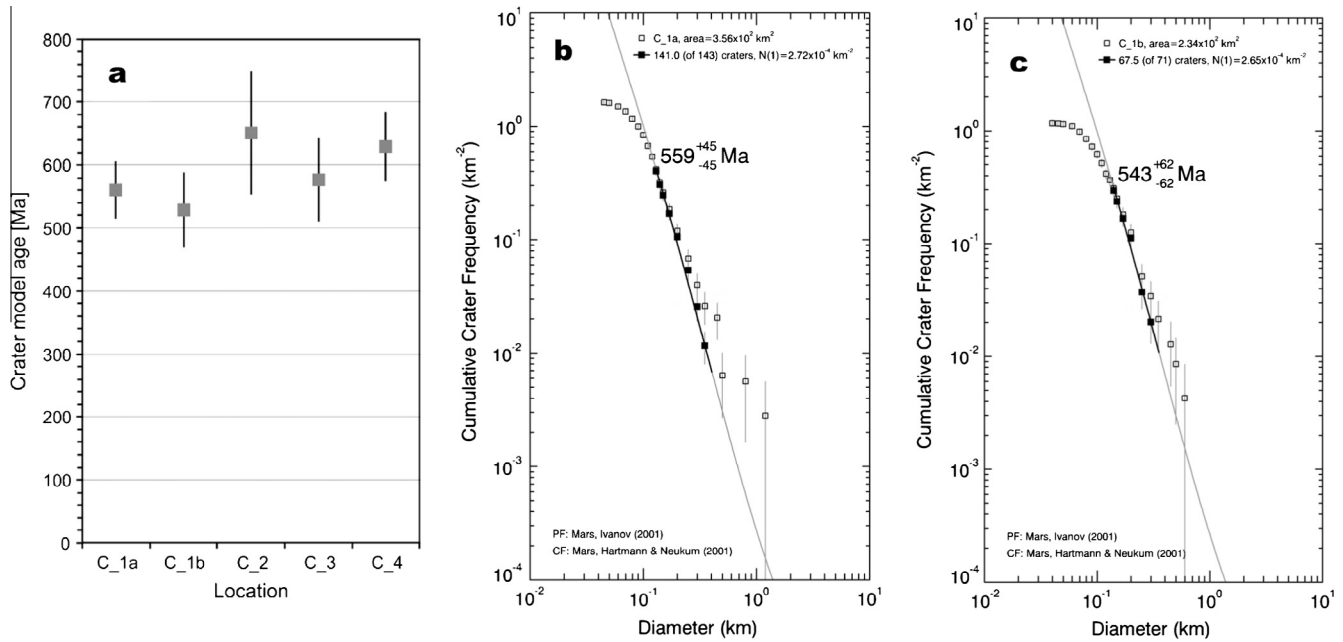 a
Crater model age [Ma]
800
700
600
500
400
300
200
100
0
C_1a C_1b C_2 C_3 C_4
Location
b
C_1a, area=3.56x10² km²
141.0 (of 143) craters, N(1)=2.72x10⁻⁴ km⁻²
559 +45 -45 Ma
Cumulative Crater Frequency (km⁻²)
10¹
10⁰
10⁻¹
10⁻²
10⁻³
10⁻⁴
PF: Mars, Ivanov (2001)
CF: Mars, Hartmann & Neukum (2001)
10⁻² 10⁻¹ 10⁰ 10¹
Diameter (km)
c
C_1b, area=2.34x10² km²
67.5 (of 71) craters, N(1)=2.65x10⁻⁴ km⁻²
543 +62 -62 Ma
Cumulative Crater Frequency (km⁻²)
10¹
10⁰
10⁻¹
10⁻²
10⁻³
10⁻⁴
PF: Mars, Ivanov (2001)
CF: Mars, Hartmann & Neukum (2001)
10⁻² 10⁻¹ 10⁰ 10¹
Diameter (km)